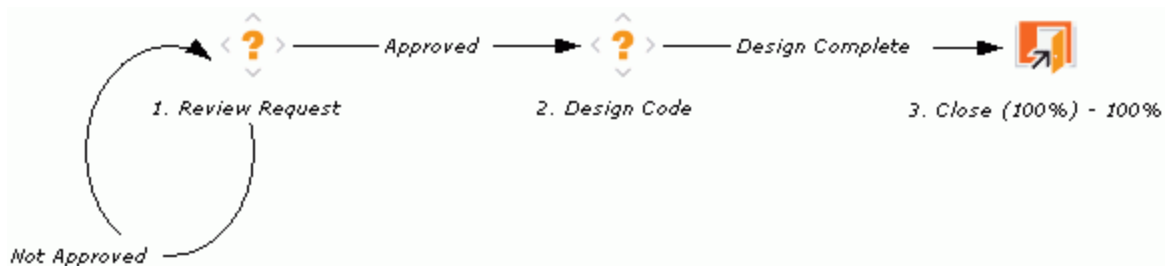 Approved
Design Complete
1. Review Request
2. Design Code
3. Close (100%) - 100%
Not Approved